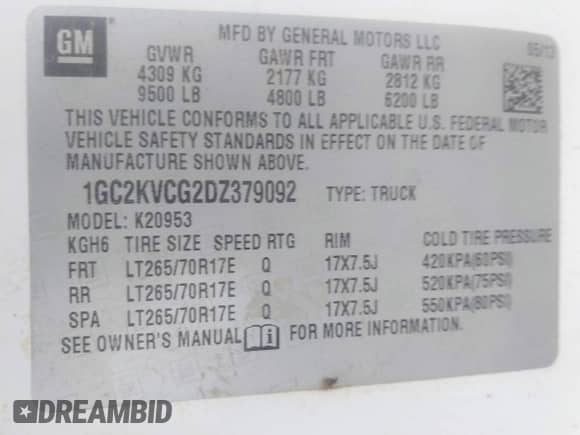 GM
MFD BY GENERAL MOTORS LLC
GVWR GAWR FRT GAWR RR 05/13
4309 KG 2177 KG 2812 KG
9500 LB 4800 LB 6200 LB
THIS VEHICLE CONFORMS TO ALL APPLICABLE U.S. FEDERAL MOTOR
VEHICLE SAFETY STANDARDS IN EFFECT ON THE DATE OF
MANUFACTURE SHOWN ABOVE.
1GC2KVCG2DZ379092 TYPE: TRUCK
MODEL: K20953
KGH6 TIRE SIZE SPEED RTG RIM COLD TIRE PRESSURE
FRT LT265/70R17E Q 17X7.5J 420KPA(60PSI)
RR LT265/70R17E Q 17X7.5J 520KPA(75PSI)
SPA LT265/70R17E Q 17X7.5J 550KPA(80PSI)
SEE OWNER'S MANUAL FOR MORE INFORMATION.
DREAMBID